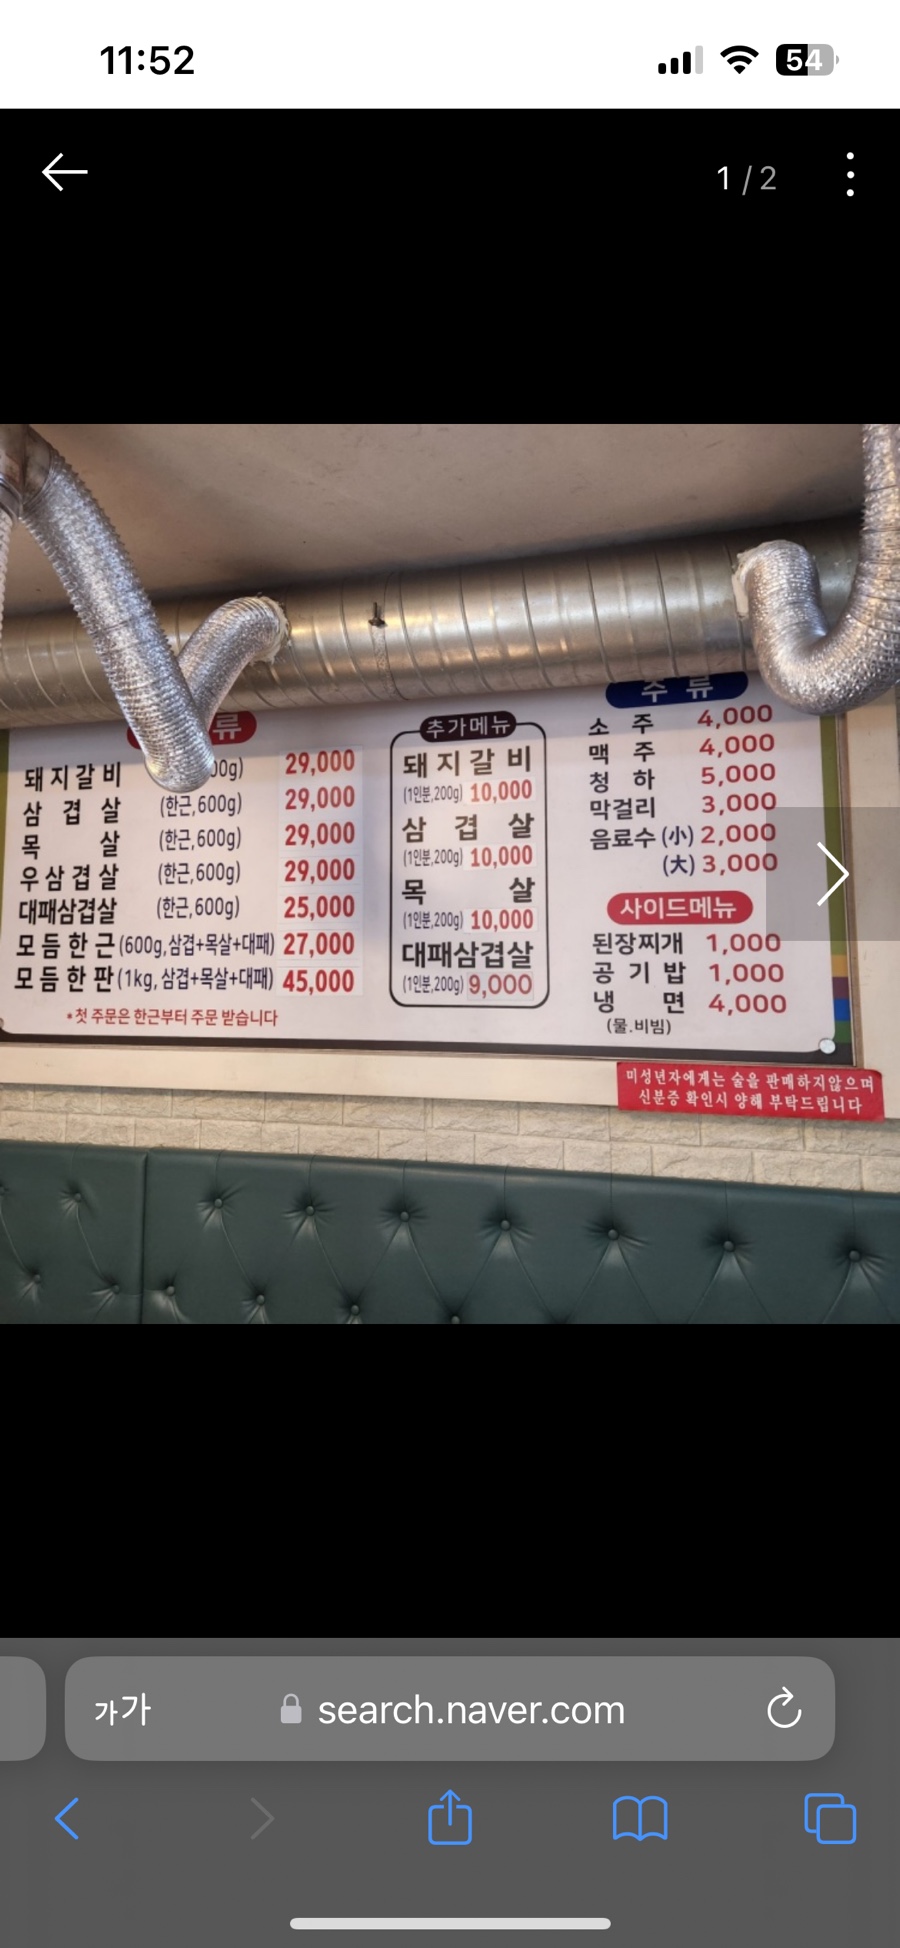 11:52
54
1 / 2
류
돼지갈비 00g) 29,000
삼겹살 (한근,600g) 29,000
목살 (한근,600g) 29,000
우삼겹살 (한근,600g) 29,000
대패삼겹살 (한근,600g) 25,000
모듬한근 (600g,삼겹+목살+대패) 27,000
모듬한판 (1kg, 삼겹+목살+대패) 45,000
*첫 주문은 한근부터 주문 받습니다
추가메뉴
돼지갈비
(1인분,200g) 10,000
삼겹살
(1인분,200g) 10,000
목살
(1인분,200g) 10,000
대패삼겹살
(1인분,200g) 9,000
주류
소주 4,000
맥주 4,000
청하 5,000
막걸리 3,000
음료수 (小) 2,000
(大) 3,000
사이드메뉴
된장찌개 1,000
공기밥 1,000
냉면 4,000
(물.비빔)
미성년자에게는 술을 판매하지않으며
신분증 확인시 양해 부탁드립니다
가가 search.naver.com